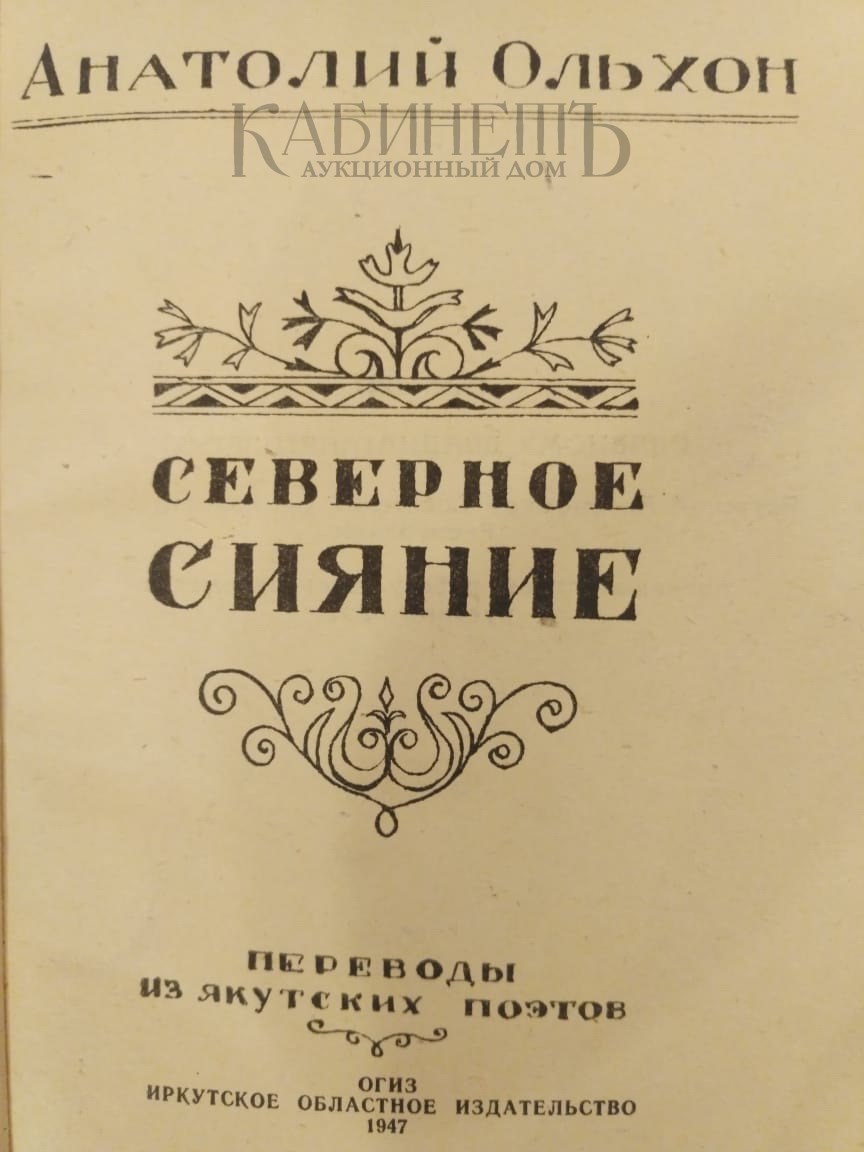 Анатолий Ольхон
КАБИНЕТЪ
АУКЦИОННЫЙ ДОМ
СЕВЕРНОЕ
СИЯНИЕ
ПЕРЕВОДЫ
ИЗ ЯКУТСКИХ ПОЭТОВ
ОГИЗ
ИРКУТСКОЕ ОБЛАСТНОЕ ИЗДАТЕЛЬСТВО
1947